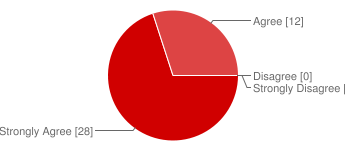 Agree [12]
Disagree [0]
Strongly Disagree [
Strongly Agree [28]